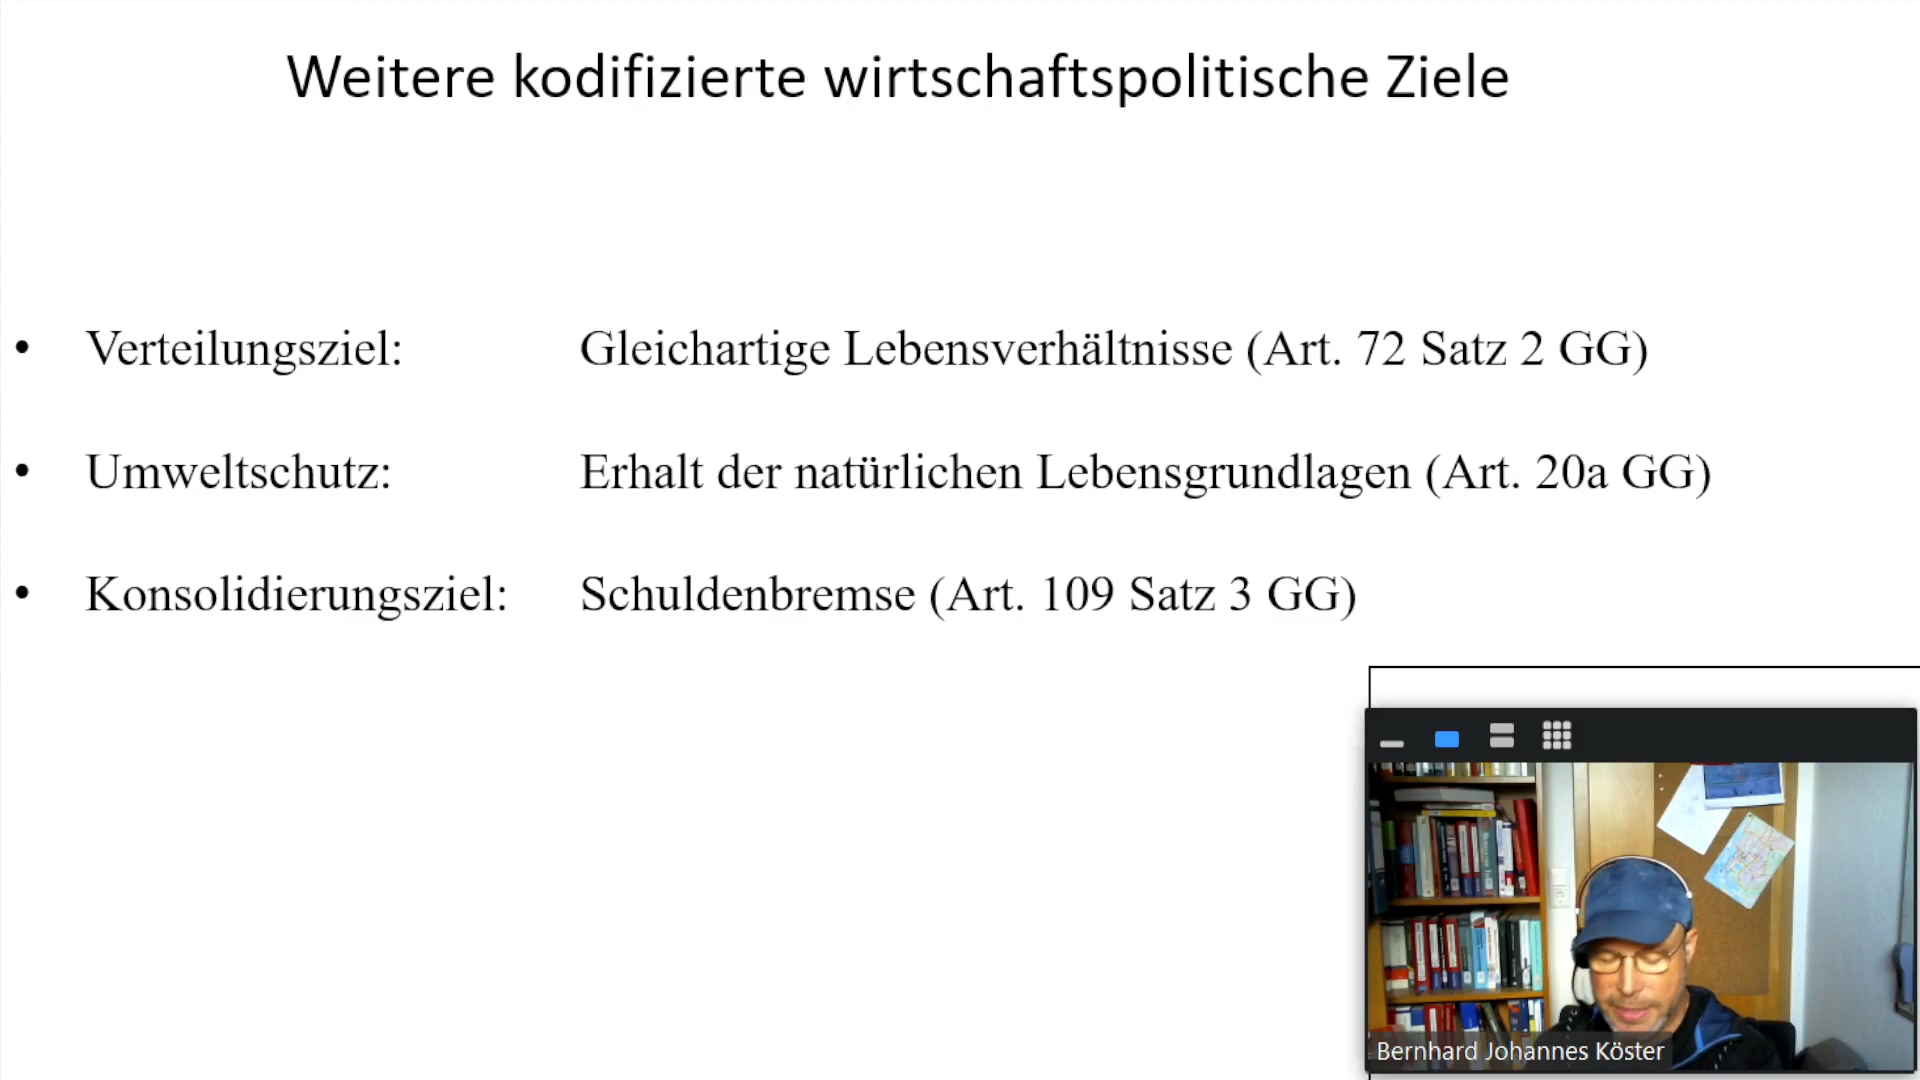 Weitere kodifizierte wirtschaftspolitische Ziele
• Verteilungsziel: Gleichartige Lebensverhältnisse (Art. 72 Satz 2 GG)
• Umweltschutz: Erhalt der natürlichen Lebensgrundlagen (Art. 20a GG)
• Konsolidierungsziel: Schuldenbremse (Art. 109 Satz 3 GG)
Bernhard Johannes Köster